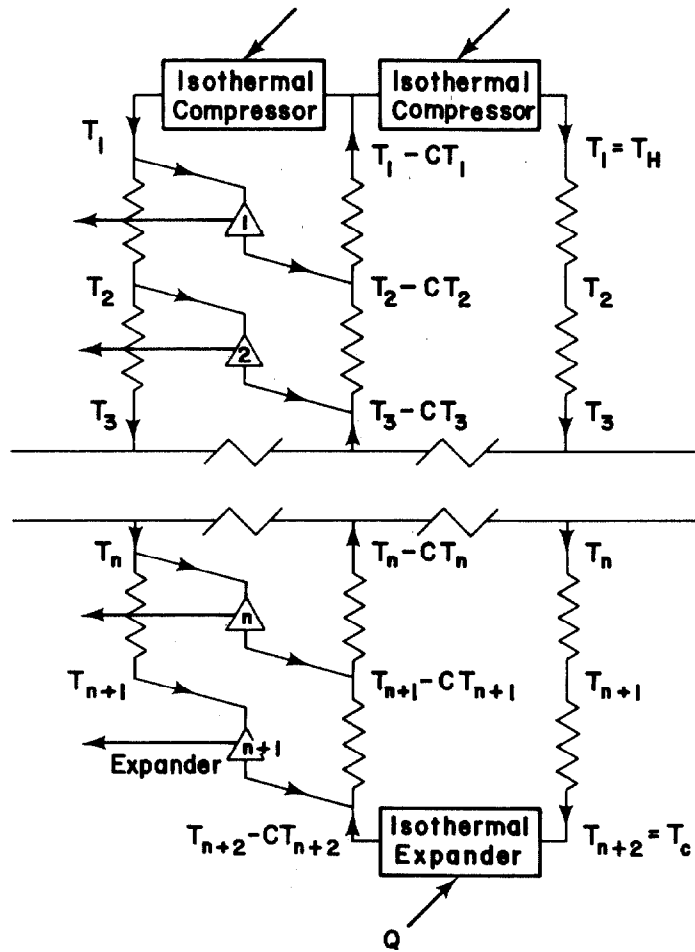 Isothermal Compressor
Isothermal Compressor
T₁
T₁ – CT₁
T₁ = T_H
1
T₂
T₂ – CT₂
T₂
2
T₃
T₃ – CT₃
T₃
Tₙ
Tₙ – CTₙ
Tₙ
n
Tₙ₊₁
Tₙ₊₁ – CTₙ₊₁
Tₙ₊₁
n+1
Expander
Tₙ₊₂ – CTₙ₊₂
Isothermal Expander
Tₙ₊₂ = T_c
Q